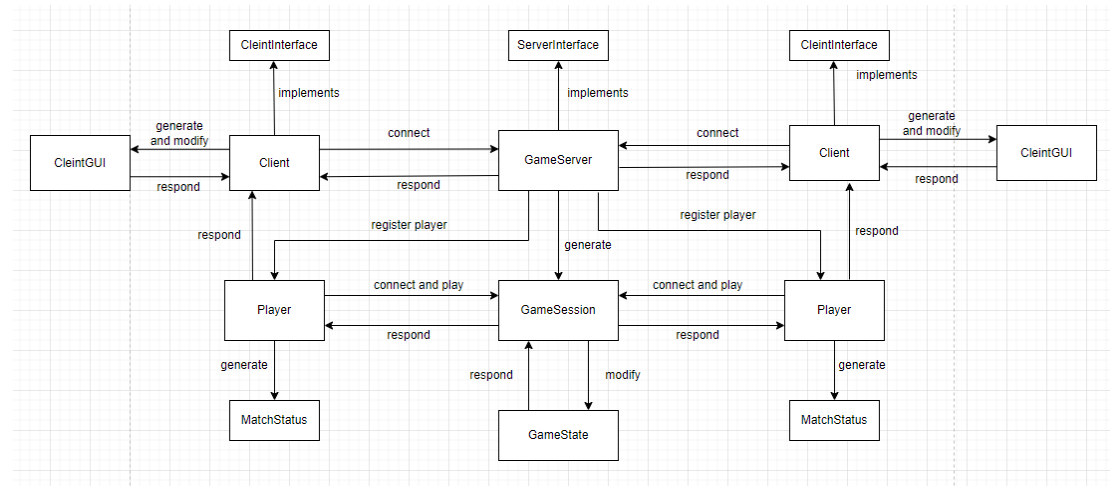 CleintInterface
ServerInterface
CleintInterface
implements
implements
implements
generate
and modify
connect
connect
generate
and modify
CleintGUI
Client
GameServer
Client
CleintGUI
respond
respond
respond
respond
respond
register player
register player
respond
generate
respond
connect and play
connect and play
Player
GameSession
Player
respond
respond
generate
respond
modify
generate
MatchStatus
GameState
MatchStatus